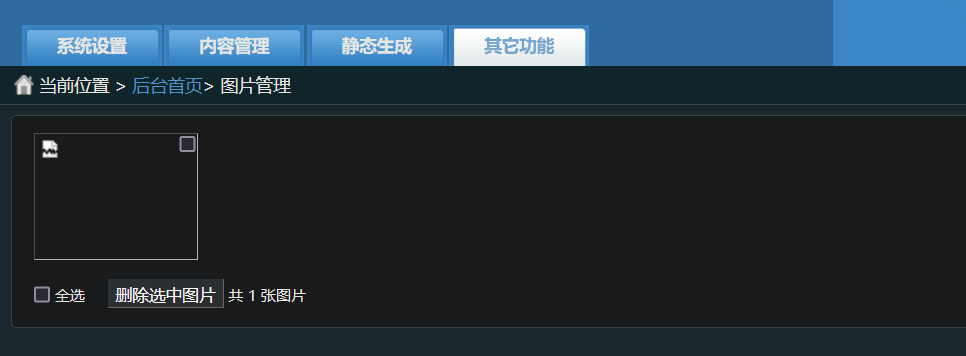 系统设置 内容管理 静态生成 其它功能
当前位置 > 后台首页> 图片管理
全选 删除选中图片 共 1 张图片